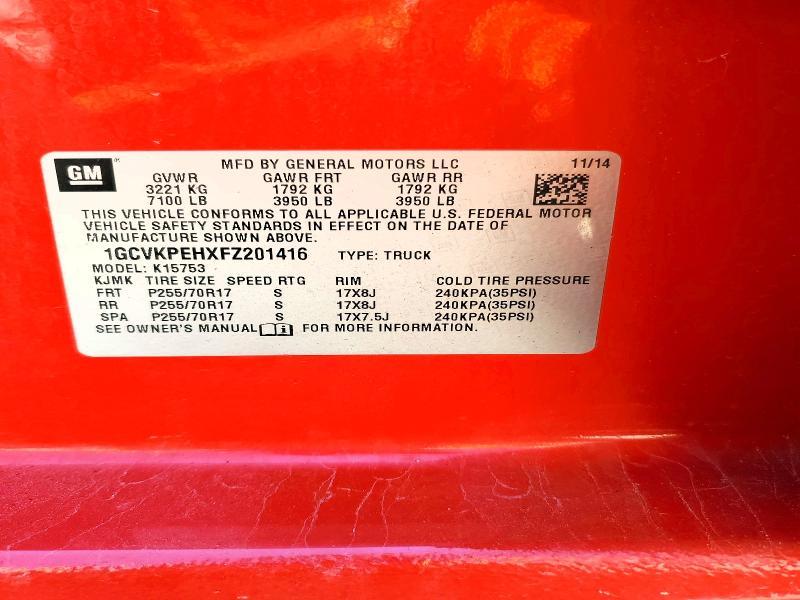 GM MFD BY GENERAL MOTORS LLC 11/14
GVWR GAWR FRT GAWR RR
3221 KG 1792 KG 1792 KG
7100 LB 3950 LB 3950 LB
THIS VEHICLE CONFORMS TO ALL APPLICABLE U.S. FEDERAL MOTOR
VEHICLE SAFETY STANDARDS IN EFFECT ON THE DATE OF
MANUFACTURE SHOWN ABOVE.
1GCVKPEHXFZ201416 TYPE: TRUCK
MODEL: K15753
KJMK TIRE SIZE SPEED RTG RIM COLD TIRE PRESSURE
FRT P255/70R17 S 17X8J 240KPA(35PSI)
RR P255/70R17 S 17X8J 240KPA(35PSI)
SPA P255/70R17 S 17X7.5J 240KPA(35PSI)
SEE OWNER'S MANUAL FOR MORE INFORMATION.